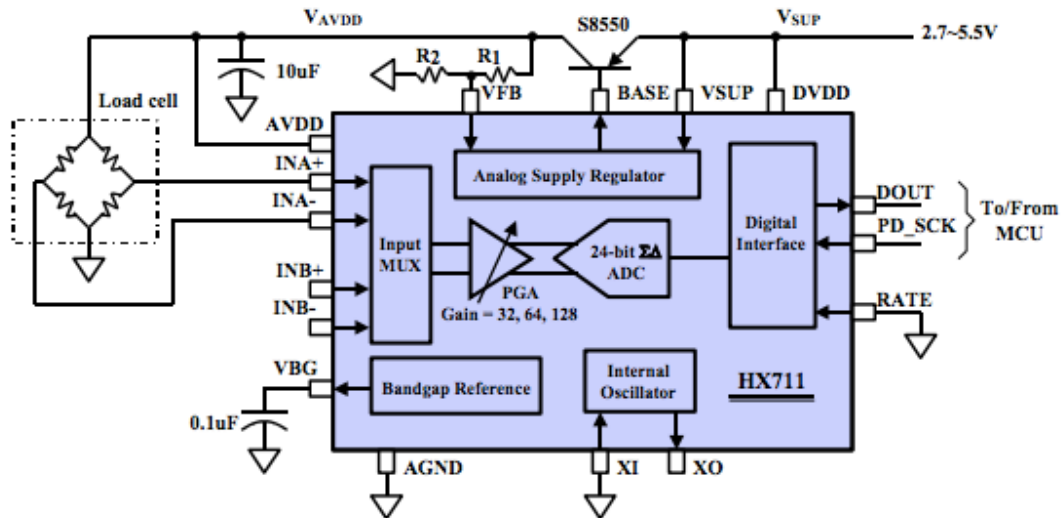 VAVDD
S8550
VSUP
2.7~5.5V
R2
R1
10uF
VFB
BASE
VSUP
DVDD
Load cell
AVDD
INA+
INA-
INB+
INB-
VBG
0.1uF
Analog Supply Regulator
Input
MUX
PGA
Gain = 32, 64, 128
24-bit ΣΔ
ADC
Digital
Interface
DOUT
PD_SCK
To/From
MCU
RATE
Bandgap Reference
Internal
Oscillator
HX711
AGND
XI
XO